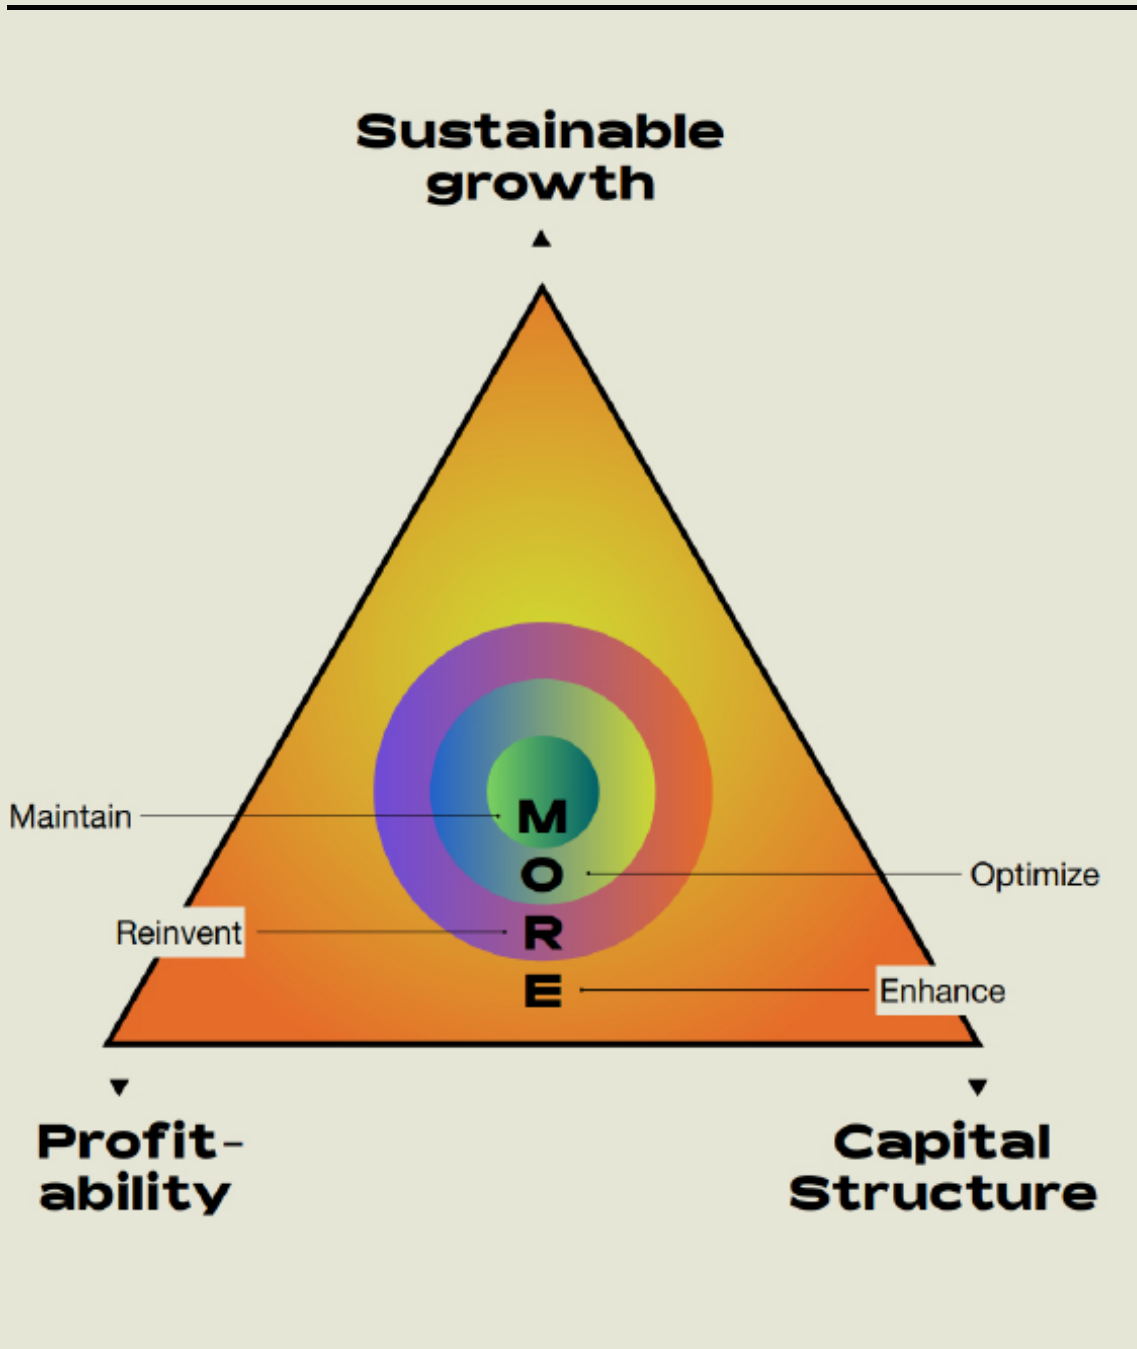 Sustainable
growth
Maintain
M
O
Optimize
Reinvent
R
E
Enhance
Profit-
ability
Capital
Structure